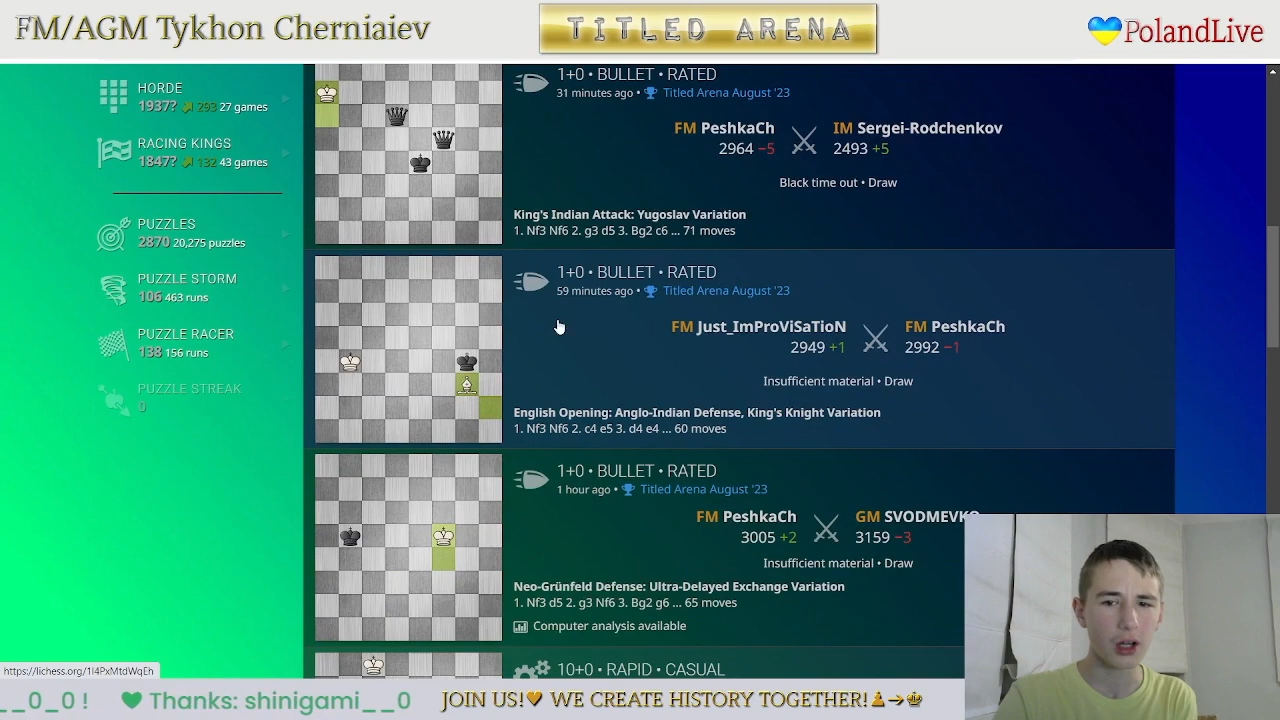 FM/AGM Tykhon Cherniaiev
TITLED ARENA
PolandLive
HORDE
1937? 293 27 games
RACING KINGS
1847? 132 43 games
PUZZLES
2870 20,275 puzzles
PUZZLE STORM
106 463 runs
PUZZLE RACER
138 156 runs
PUZZLE STREAK
0
1+0 • BULLET • RATED
31 minutes ago • Titled Arena August '23
FM PeshkaCh IM Sergei-Rodchenkov
2964 −5 2493 +5
Black time out • Draw
King's Indian Attack: Yugoslav Variation
1. Nf3 Nf6 2. g3 d5 3. Bg2 c6 ... 71 moves
1+0 • BULLET • RATED
59 minutes ago • Titled Arena August '23
FM Just_ImProViSaTioN FM PeshkaCh
2949 +1 2992 −1
Insufficient material • Draw
English Opening: Anglo-Indian Defense, King's Knight Variation
1. Nf3 Nf6 2. c4 e5 3. d4 e4 ... 60 moves
1+0 • BULLET • RATED
1 hour ago • Titled Arena August '23
FM PeshkaCh GM SVODMEVKO
3005 +2 3159 −3
Insufficient material • Draw
Neo-Grünfeld Defense: Ultra-Delayed Exchange Variation
1. Nf3 d5 2. g3 Nf6 3. Bg2 g6 ... 65 moves
Computer analysis available
10+0 • RAPID • CASUAL
https://lichess.org/1I4PxMtdWgEh
__0_0 ! Thanks: shinigami__0 JOIN US! WE CREATE HISTORY TOGETHER!